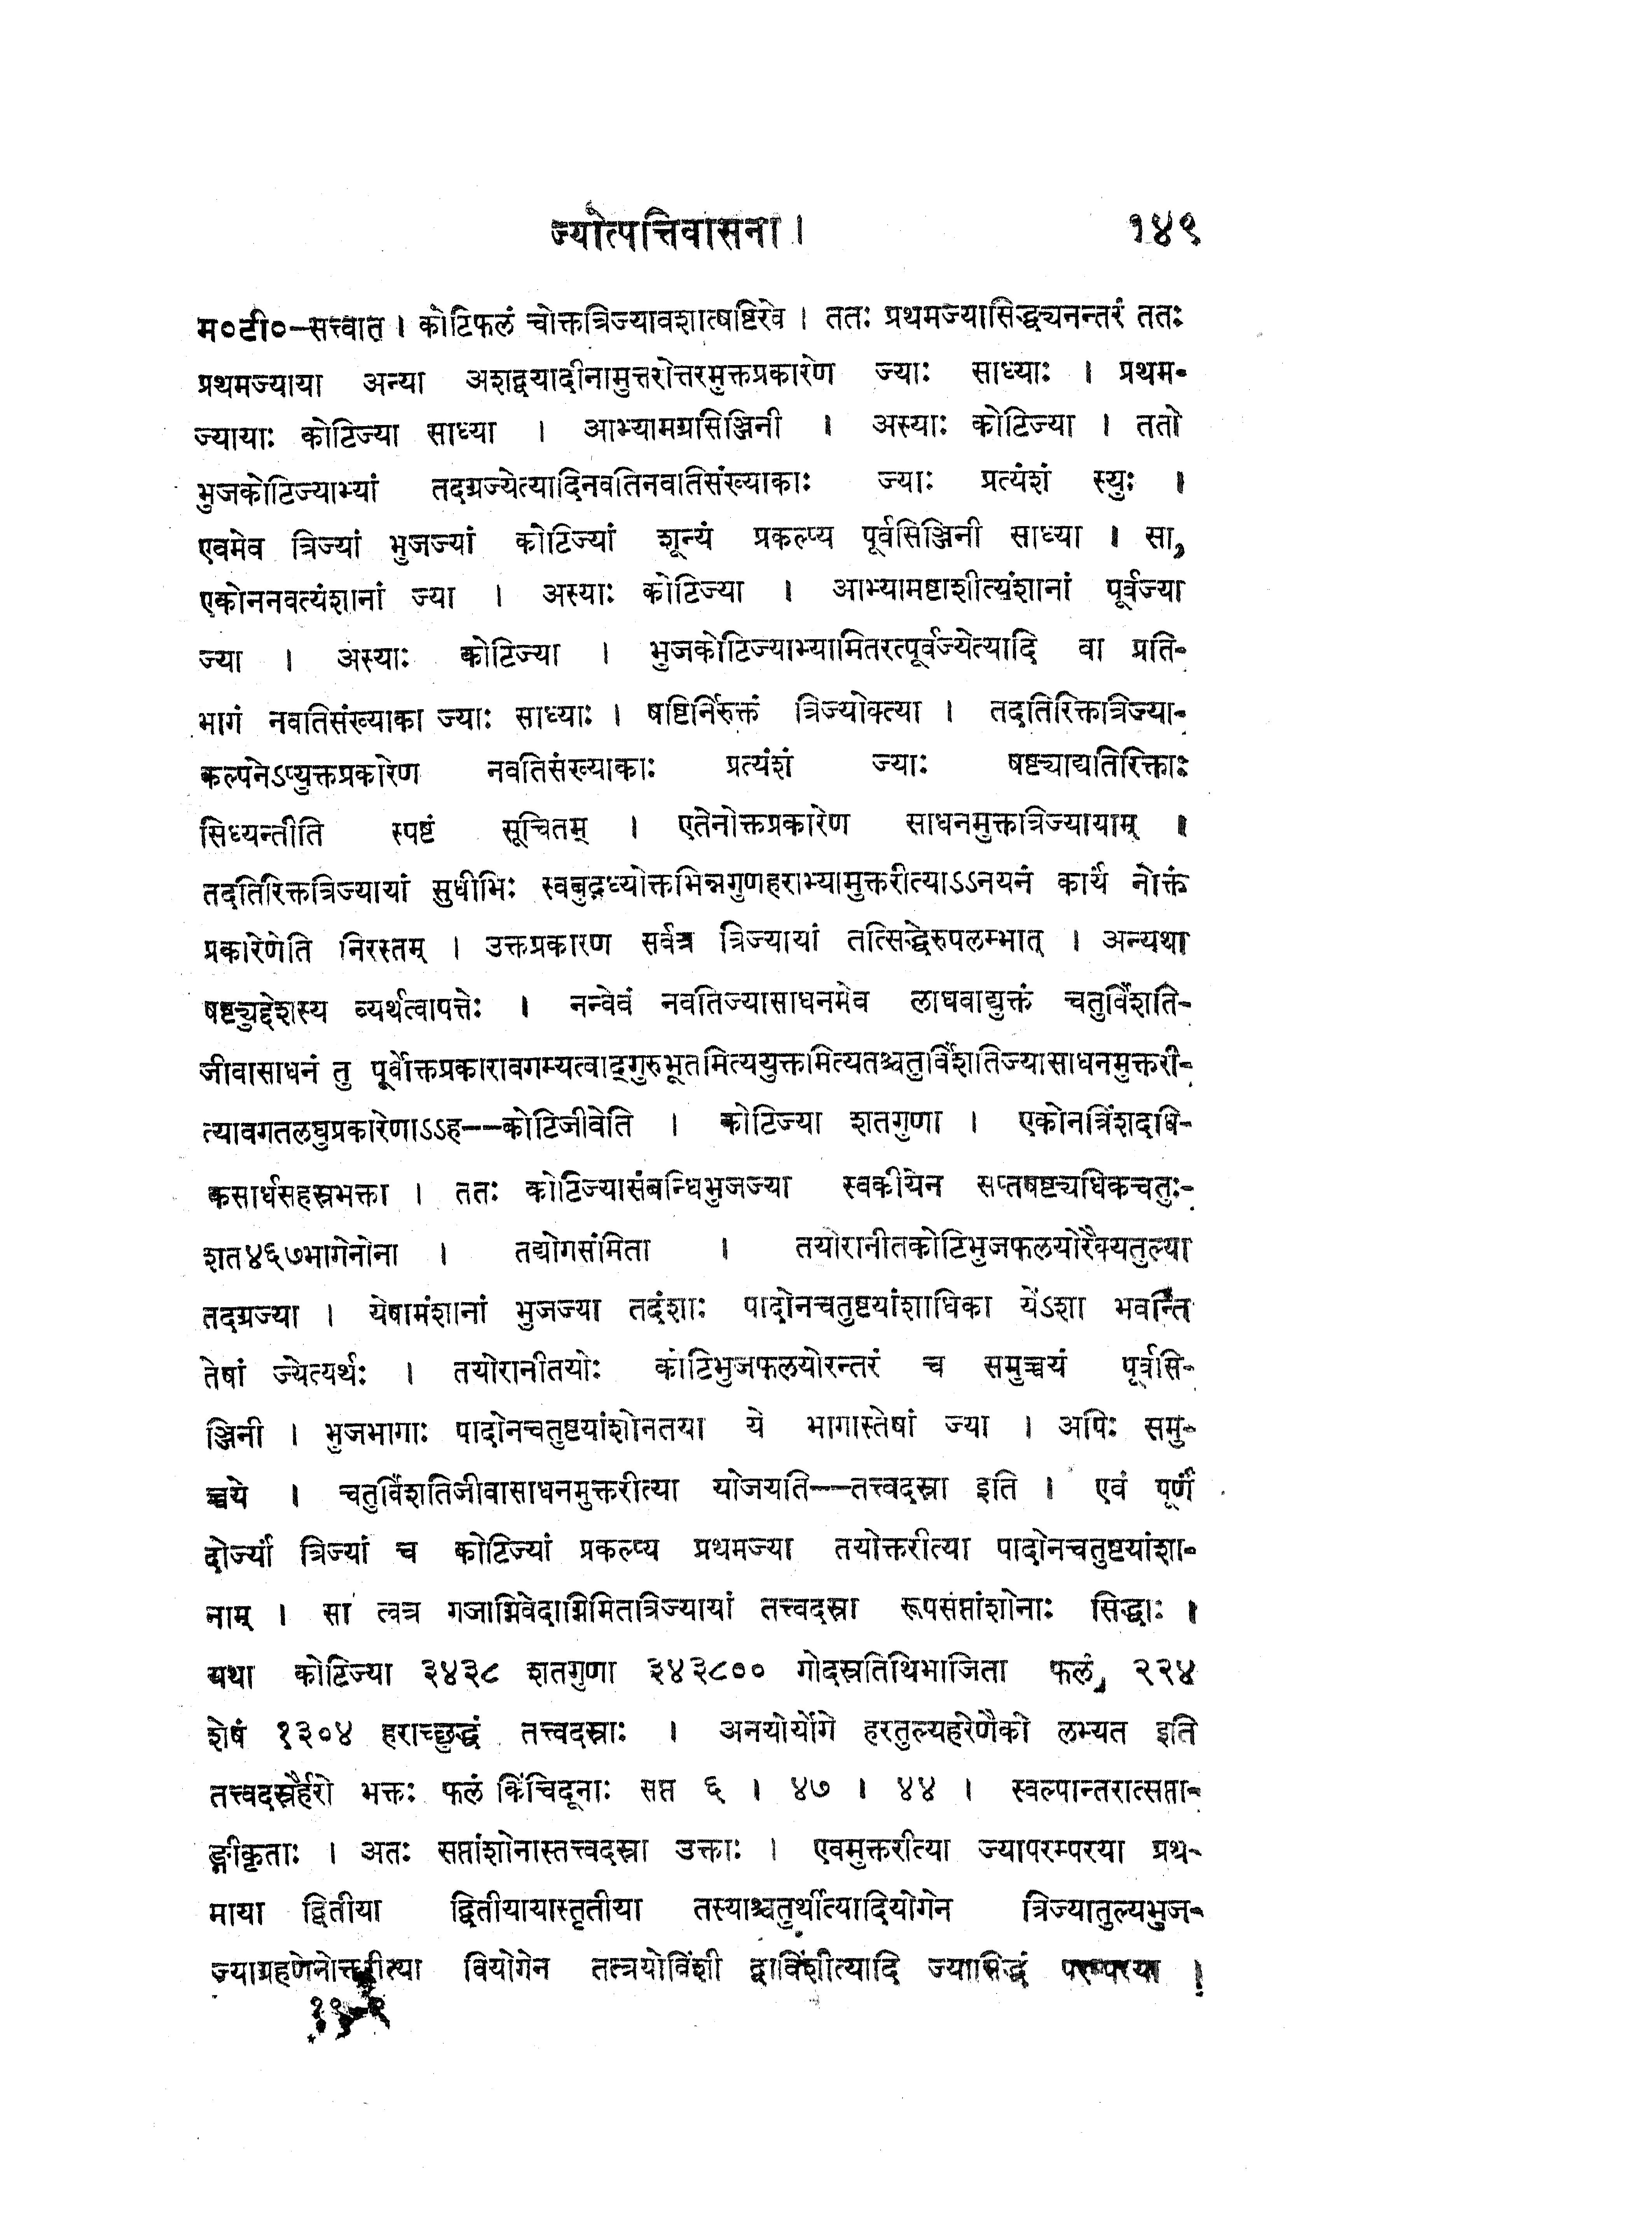 ज्योत्पत्तिवासना । १४९
म०टी०—सत्त्वात । कोटिफलं चोक्तत्रिज्यावशात्षष्टिरेव । ततः प्रथमज्यासिद्ध्यनन्तरं ततः
प्रथमज्याया अन्या अशद्वयादीनामुत्तरोत्तरमुक्तप्रकारेण ज्याः साध्याः । प्रथम-
ज्यायाः कोटिज्या साध्या । आभ्यामग्रसिञ्जिनी । अस्याः कोटिज्या । ततो
भुजकोटिज्याभ्यां तदग्रज्येत्यादिनवतिनवतिसंख्याकाः ज्याः प्रत्यंशं स्युः ।
एवमेव त्रिज्यां भुजज्यां कोटिज्यां शून्यं प्रकल्प्य पूर्वसिञ्जिनी साध्या । सा,
एकोननवत्यंशानां ज्या । अस्याः कोटिज्या । आभ्यामष्टाशीत्यंशानां पूर्वज्या
ज्या । अस्याः कोटिज्या । भुजकोटिज्याभ्यामितरत्पूर्वज्येत्यादि वा प्रति-
भागं नवतिसंख्याका ज्याः साध्याः । षष्टिर्निरुक्तं त्रिज्योक्त्या । तदतिरिक्तत्रिज्या-
कल्पनेऽप्युक्तप्रकारेण नवतिसंख्याकाः प्रत्यंशं ज्याः षष्ट्याद्यतिरिक्ताः
सिध्यन्तीति स्पष्टं सूचितम् । एतेनोक्तप्रकारेण साधनमुक्तत्रिज्यायाम् ।
तदतिरिक्तत्रिज्यायां सुधीभिः स्वबुद्ध्योक्तभिन्नगुणहराभ्यामुक्तरीत्याऽऽनयनं कार्यं नोक्तं
प्रकारेणेति निरस्तम् । उक्तप्रकारण सर्वत्र त्रिज्यायां तत्सिद्धेरुपलम्भात् । अन्यथा
षष्ट्युद्देशस्य व्यर्थत्वापत्तेः । नन्वेवं नवतिज्यासाधनमेव लाघवाद्युक्तं चतुर्विंशति-
जीवासाधनं तु पूर्वोक्तप्रकारावगम्यत्वाद्गुरुभूतमित्ययुक्तमित्यतश्चतुर्विंशतिज्यासाधनमुक्तरी-
त्यावगतलघुप्रकारेणाऽऽह——कोटिजीवेति । कोटिज्या शतगुणा । एकोनत्रिंशदधि-
कसार्धसहस्रभक्ता । ततः कोटिज्यासंबन्धिभुजज्या स्वकीयेन सप्तषष्ट्यधिकचतुः-
शत४६७भागेनोना । तद्योगसंमिता । तयोरानीतकोटिभुजफलयोरैक्यतुल्या
तदग्रज्या । येषामंशानां भुजज्या तदंशाः पादोनचतुष्टयांशाधिका येंऽशा भवन्ति
तेषां ज्येत्यर्थः । तयोरानीतयोः कोटिभुजफलयोरन्तरं च समुच्चयं पूर्वसि-
ञ्जिनी । भुजभागाः पादोनचतुष्टयांशोनतया ये भागास्तेषां ज्या । अपिः समु-
च्चये । चतुर्विंशतिजीवासाधनमुक्तरीत्या योजयति——तत्त्वदस्रा इति । एवं पूर्णं
दोर्ज्यां त्रिज्यां च कोटिज्यां प्रकल्प्य प्रथमज्या तयोक्तरीत्या पादोनचतुष्टयांशा-
नाम् । सा त्वत्र गजाग्निवेदाग्निमितत्रिज्यायां तत्त्वदस्रा रूपसप्तांशोनाः सिद्धाः ।
यथा कोटिज्या ३४३८ शतगुणा ३४३८०० गोदस्रतिथिभाजिता फलं, २२४
शेषं १३०४ हराच्छुद्धं तत्त्वदस्राः । अनयोर्योगे हरतुल्यहरेणैको लभ्यत इति
तत्त्वदस्रैर्हरो भक्तः फलं किंचिदूनाः सप्त ६ । ४७ । ४४ । स्वल्पान्तरात्सप्ता-
ङ्गीकृताः । अतः सप्तांशोनास्तत्त्वदस्रा उक्ताः । एवमुक्तरीत्या ज्यापरम्परया प्रथ-
माया द्वितीया द्वितीयायास्तृतीया तस्याश्चतुर्थीत्यादियोगेन त्रिज्यातुल्यभुज-
ज्याग्रहणेनोक्तरीत्या वियोगेन तत्त्रयोविंशी द्वाविंशीत्यादि ज्यासिद्धं परम्परया ।